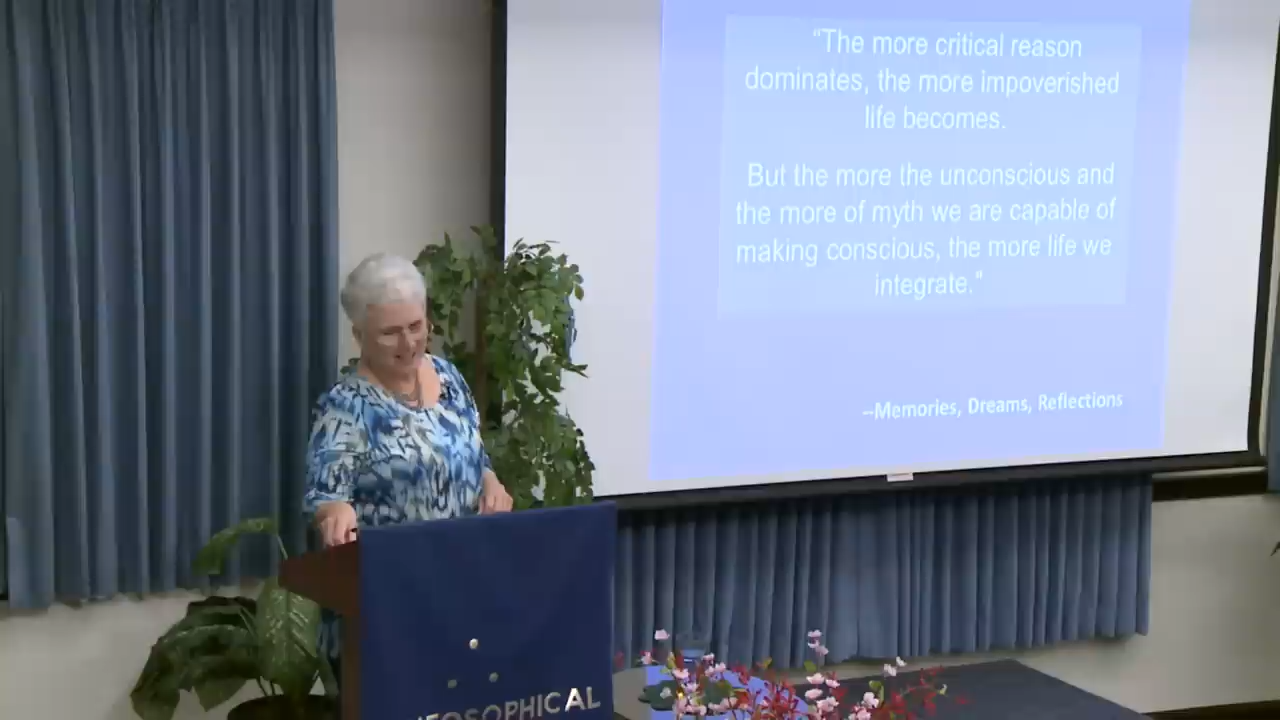 “The more critical reason
dominates, the more impoverished
life becomes.
But the more the unconscious and
the more of myth we are capable of
making conscious, the more life we
integrate.”
--Memories, Dreams, Reflections
EOSOPHICAL